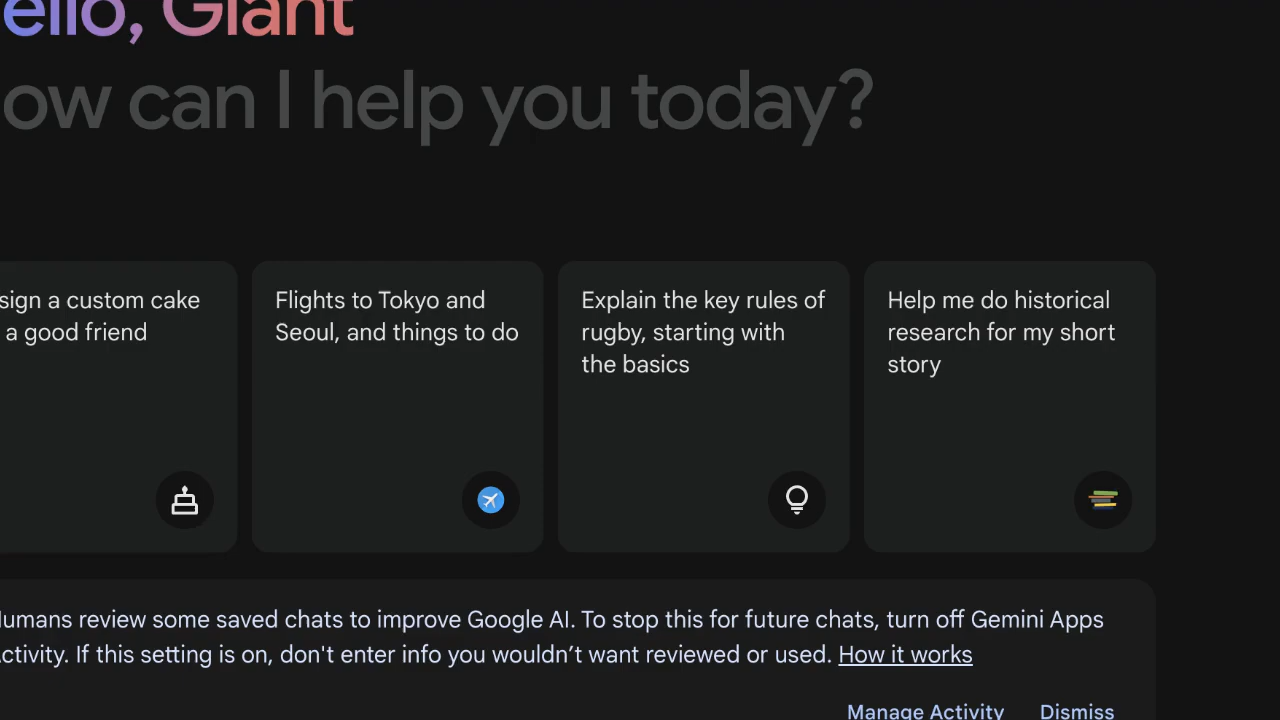 ello, Giant
ow can I help you today?
sign a custom cake
a good friend
Flights to Tokyo and
Seoul, and things to do
Explain the key rules of
rugby, starting with
the basics
Help me do historical
research for my short
story
umans review some saved chats to improve Google AI. To stop this for future chats, turn off Gemini Apps
ctivity. If this setting is on, don't enter info you wouldn't want reviewed or used. How it works
Manage Activity Dismiss